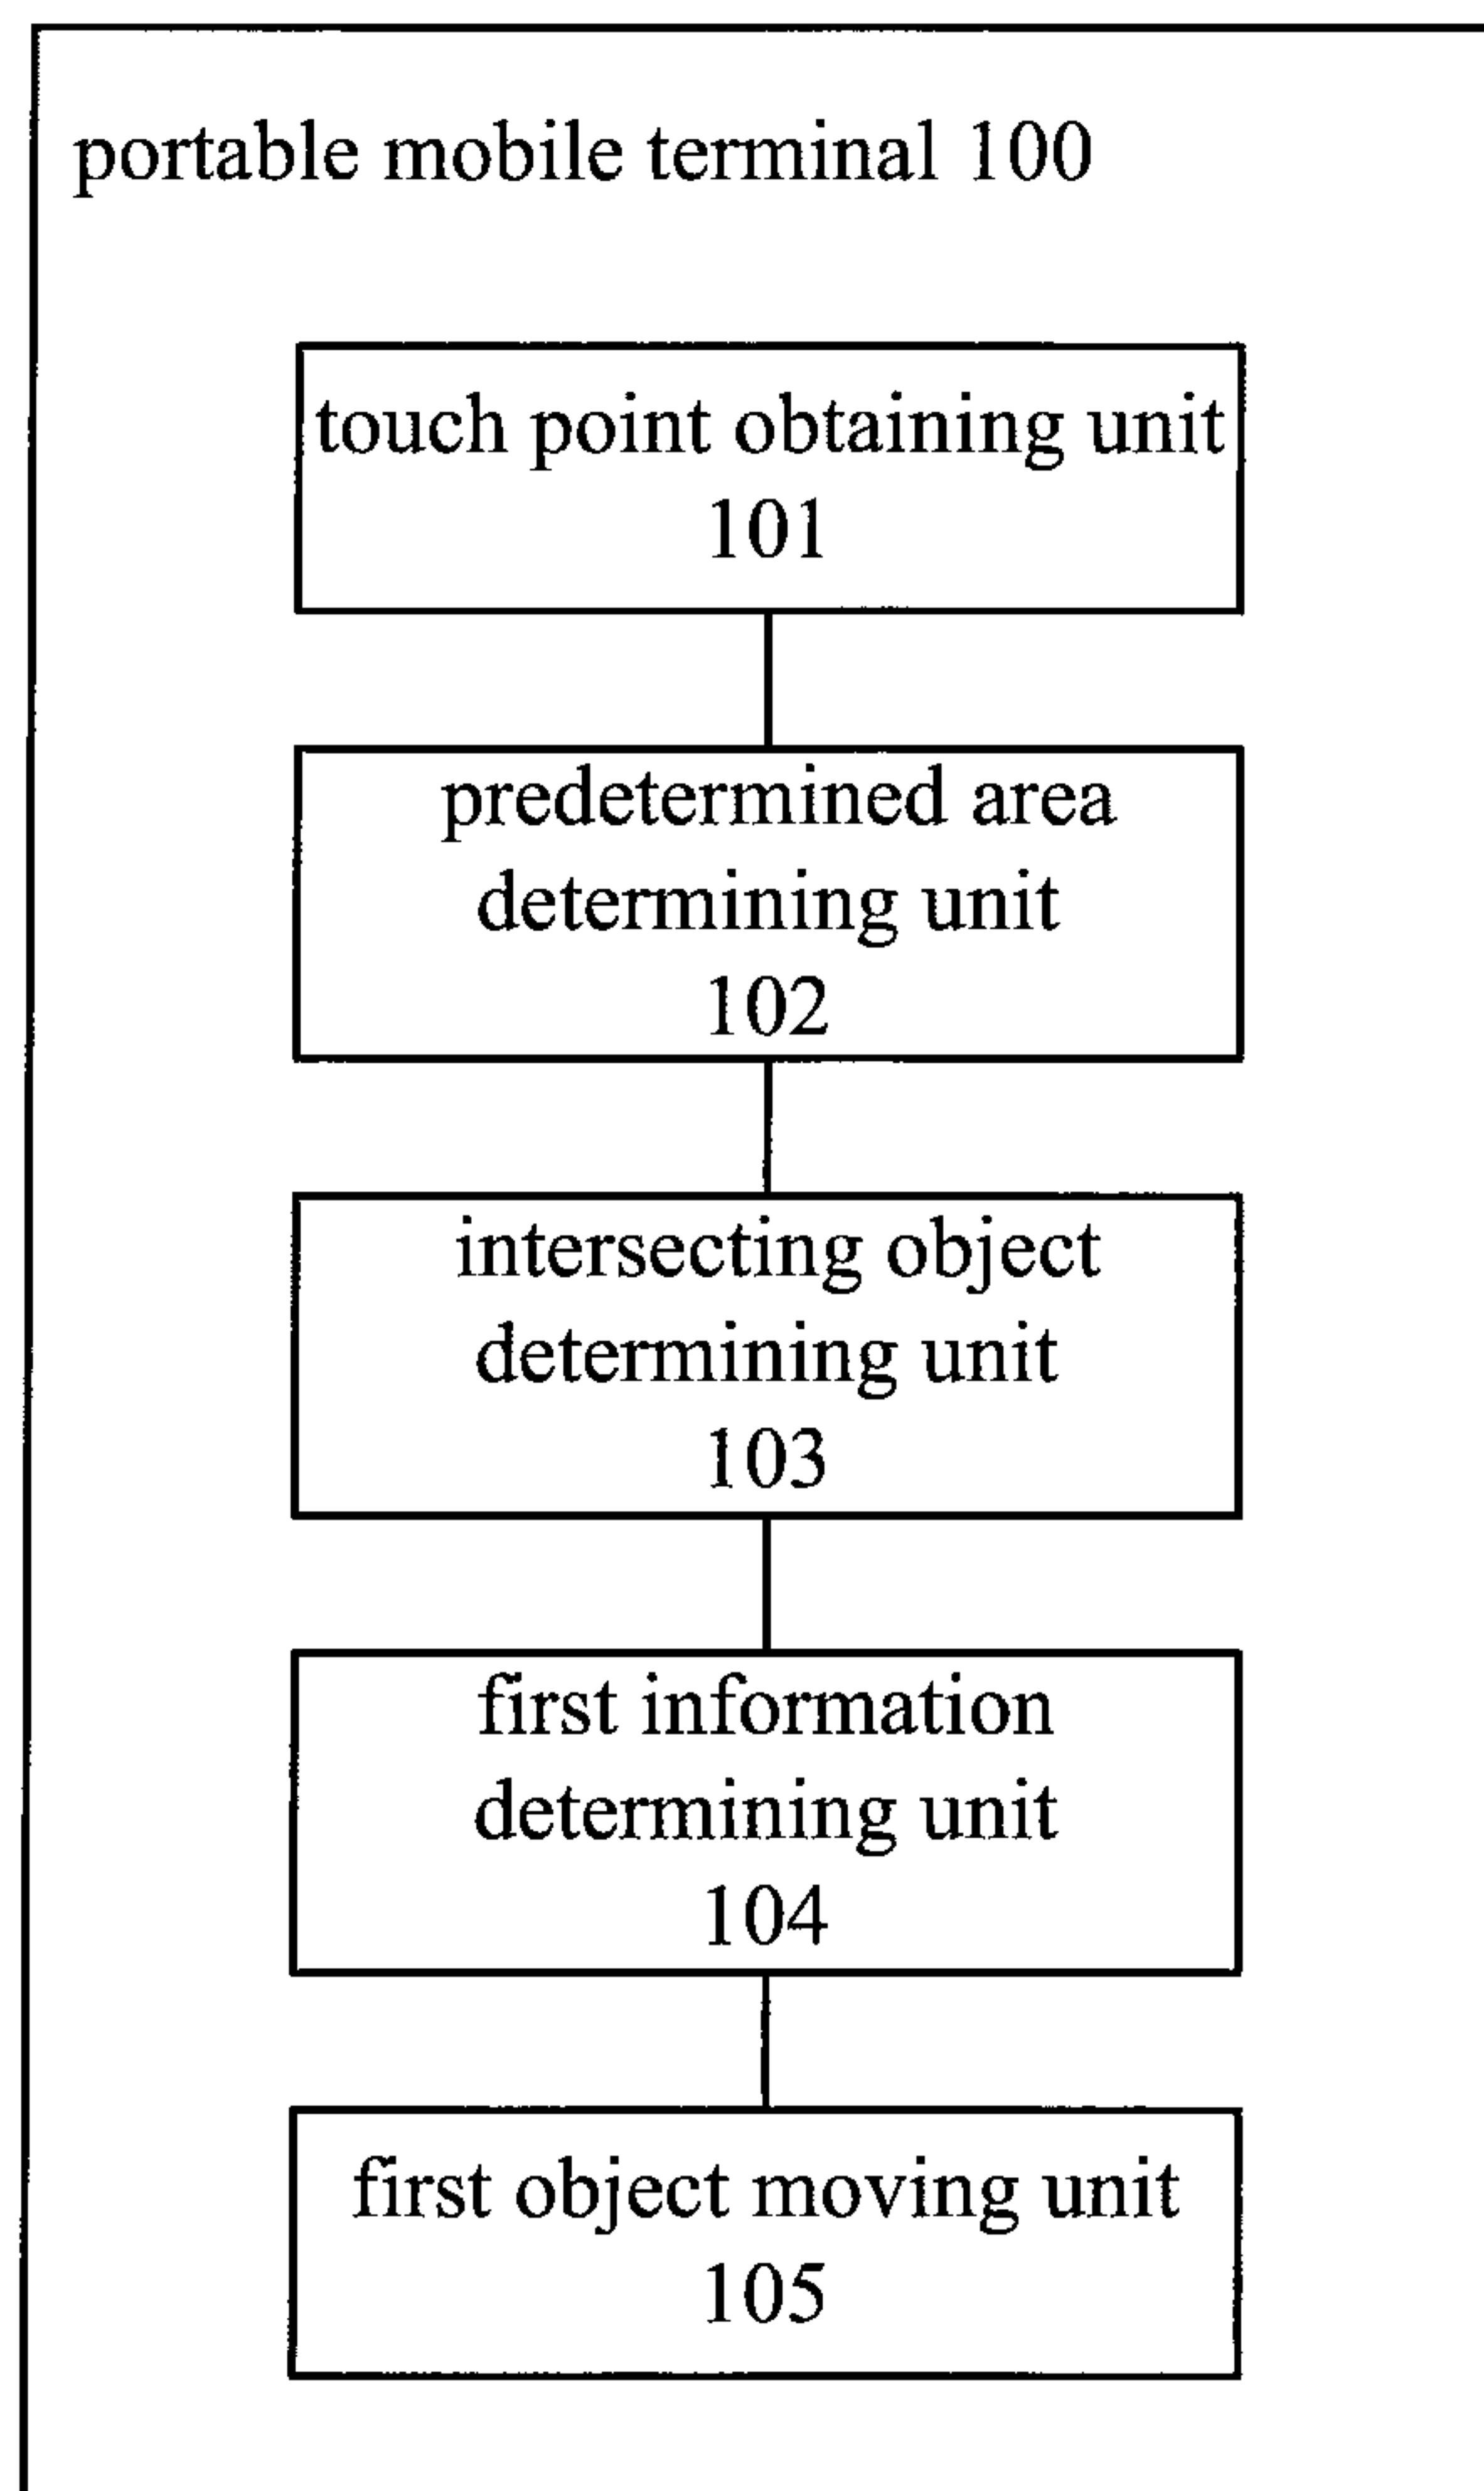 portable mobile terminal 100
touch point obtaining unit
101
predetermined area
determining unit
102
intersecting object
determining unit
103
first information
determining unit
104
first object moving unit
105